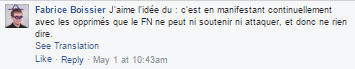 Fabrice Boissier J'aime l'idée du : c'est en manifestant continuellement
avec les opprimés que le FN ne peut ni soutenir ni attaquer, et donc ne rien
dire.
See Translation
Like · Reply · May 1 at 10:43am